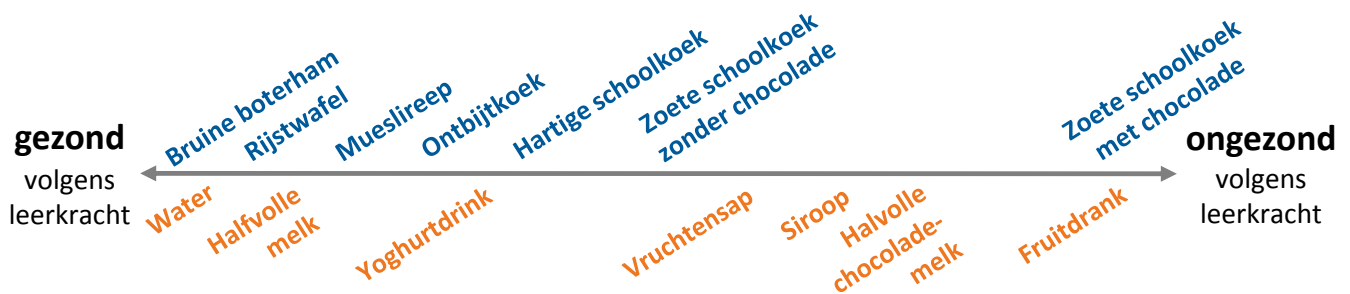 gezond
volgens
leerkracht
Bruine boterham
Rijstwafel
Mueslireep
Ontbijtkoek
Hartige schoolkoek
Zoete schoolkoek
zonder chocolade
Zoete schoolkoek
met chocolade
ongezond
volgens
leerkracht
Water
Halfvolle
melk
Yoghurtdrink
Vruchtensap
Siroop
Halvolle
chocolade-
melk
Fruitdrank